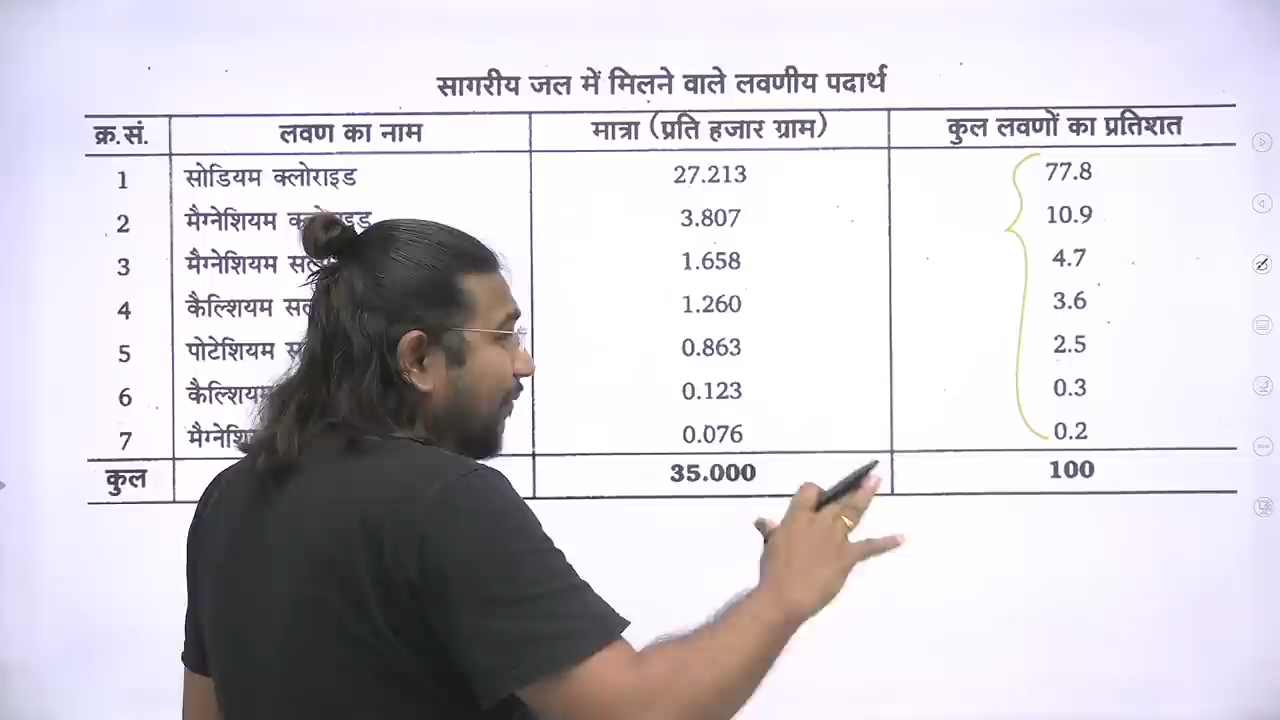 सागरीय जल में मिलने वाले लवणीय पदार्थ
क्र.सं. लवण का नाम मात्रा (प्रति हजार ग्राम) कुल लवणों का प्रतिशत
1 सोडियम क्लोराइड 27.213 77.8
2 मैग्नेशियम क्लोराइड 3.807 10.9
3 मैग्नेशियम 1.658 4.7
4 कैल्शियम 1.260 3.6
5 पोटेशियम 0.863 2.5
6 कैल्शियम 0.123 0.3
7 0.076 0.2
कुल 35.000 100